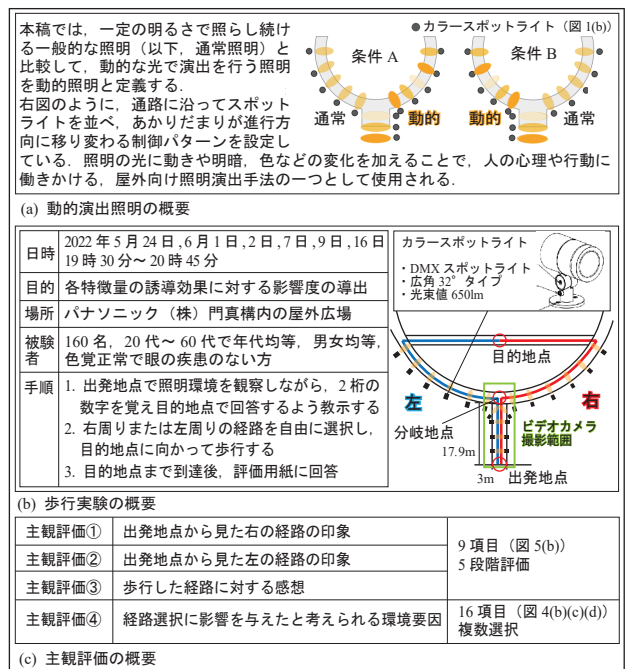 本稿では，一定の明るさで照らし続け
る一般的な照明（以下，通常照明）と
比較して，動的な光で演出を行う照明
を動的照明と定義する．
右図のように，通路に沿ってスポット
ライトを並べ，あかりだまりが進行方
向に移り変わる制御パターンを設定し
ている．照明の光に動きや明暗，色などの変化を加えることで，人の心理や行動に
働きかける，屋外向け照明演出手法の一つとして使用される．
●カラースポットライト（図 1(b)）
条件 A
条件 B
通常
動的
動的
通常
(a) 動的演出照明の概要
日時
2022 年 5 月 24 日 , 6 月 1 日 , 2 日 , 7 日 , 9 日 , 16 日
19 時 30 分～ 20 時 45 分
目的
各特徴量の誘導効果に対する影響度の導出
場所
パナソニック（株）門真構内の屋外広場
被験者
160 名，20 代～ 60 代で年代均等，男女均等，
色覚正常で眼の疾患のない方
手順
1. 出発地点で照明環境を観察しながら，2 桁の
数字を覚え目的地点で回答するよう教示する
2. 右周りまたは左周りの経路を自由に選択し，
目的地点に向かって歩行する
3. 目的地点まで到達後，評価用紙に回答
カラースポットライト
・DMX スポットライト
・広角 32°タイプ
・光束値 650lm
目的地点
左
右
分岐地点
ビデオカメラ
撮影範囲
17.9m
3m
出発地点
(b) 歩行実験の概要
主観評価①
出発地点から見た右の経路の印象
主観評価②
出発地点から見た左の経路の印象
主観評価③
歩行した経路に対する感想
9 項目（図 5(b)）
5 段階評価
主観評価④
経路選択に影響を与えたと考えられる環境要因
16 項目（図 4(b)(c)(d)）
複数選択
(c) 主観評価の概要